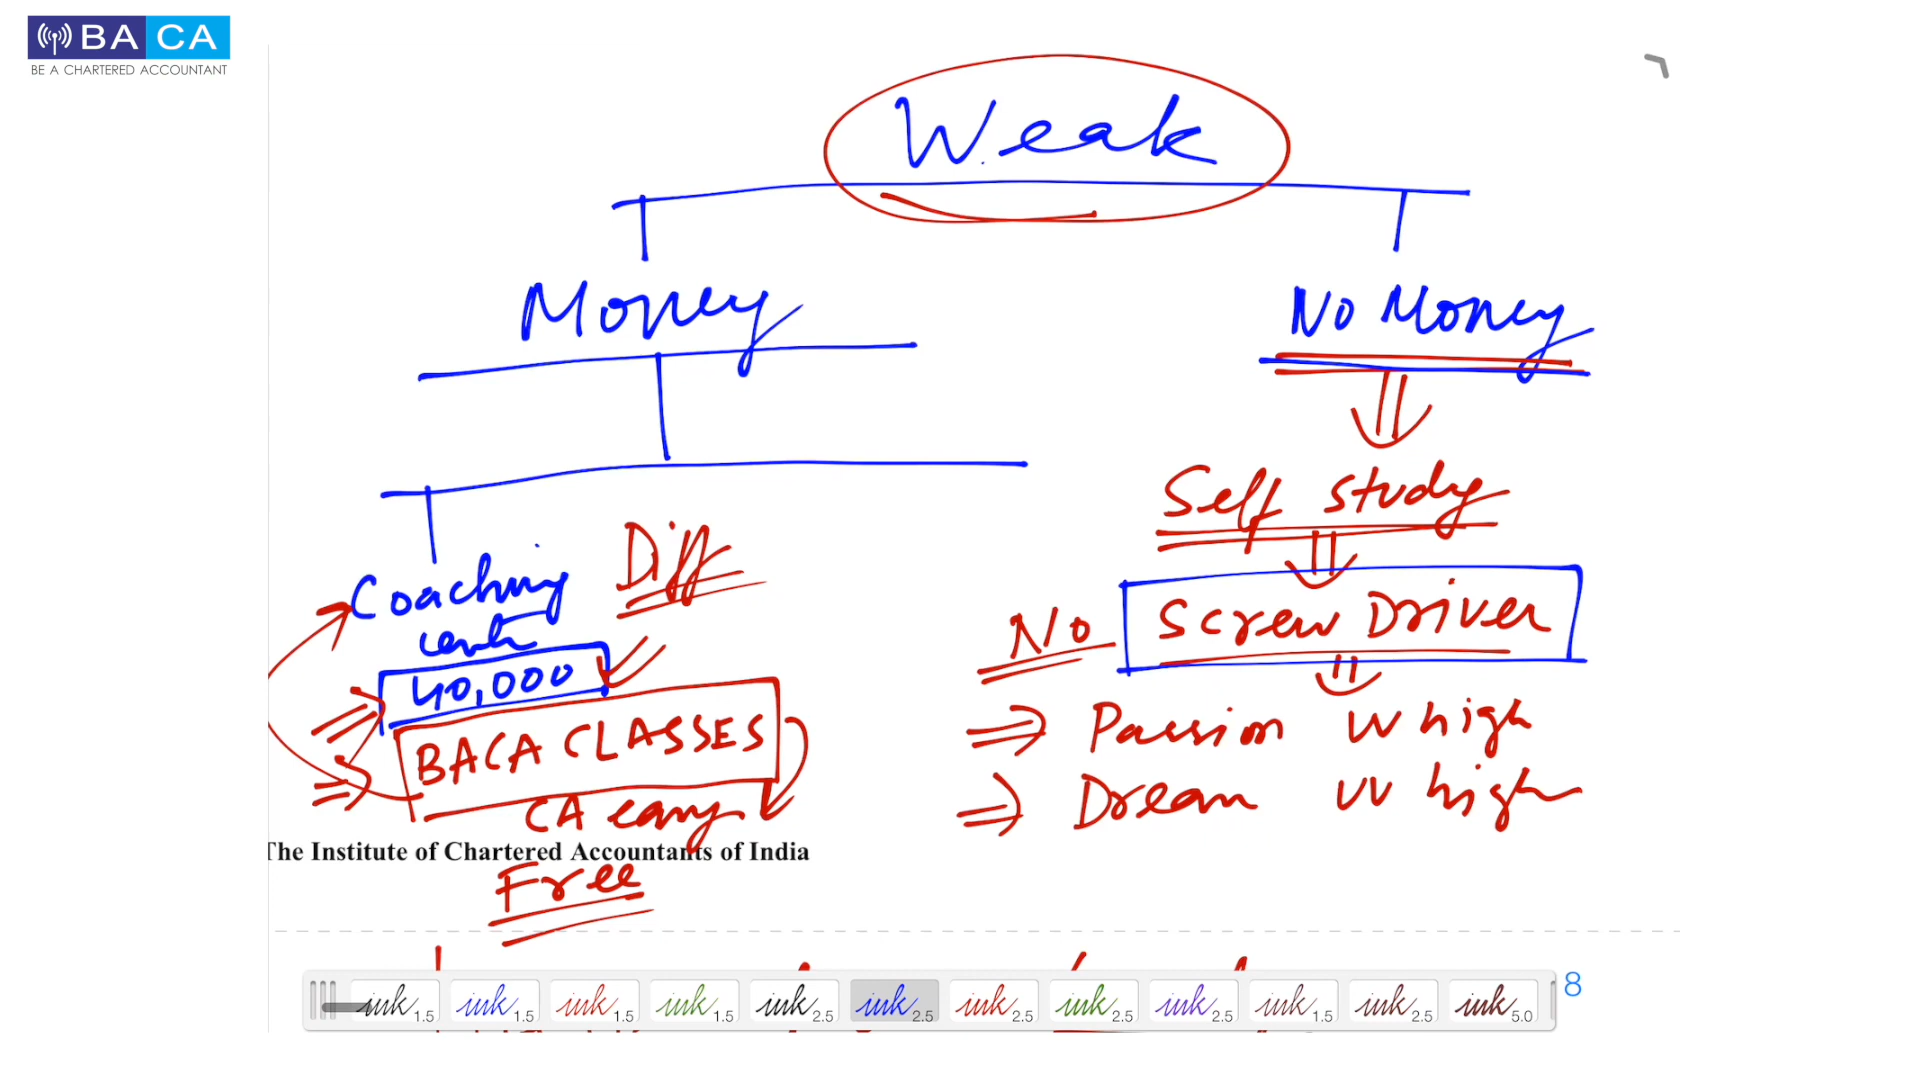 BA CA
BE A CHARTERED ACCOUNTANT
Weak
Money
No Money
Self study
Diff
Coaching
40,000
No
Screw Driver
BACA CLASSES
Passion high
CA easy
Dream high
The Institute of Chartered Accountants of India
Free
ink 1.5 ink 1.5 ink 1.5 ink 1.5 ink 2.5 ink 2.5 ink 2.5 ink 2.5 ink 2.5 ink 1.5 ink 2.5 ink 5.0
8